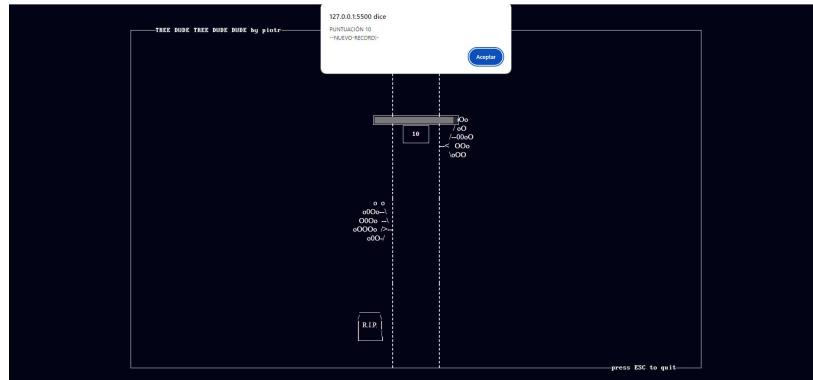 127.0.0.1:5500 dice
PUNTUACIÓN 10
--NUEVO-RECORD!-
Aceptar
TREE DUDE TREE DUDE DUDE by piotr
10
R.I.P.
press ESC to quit